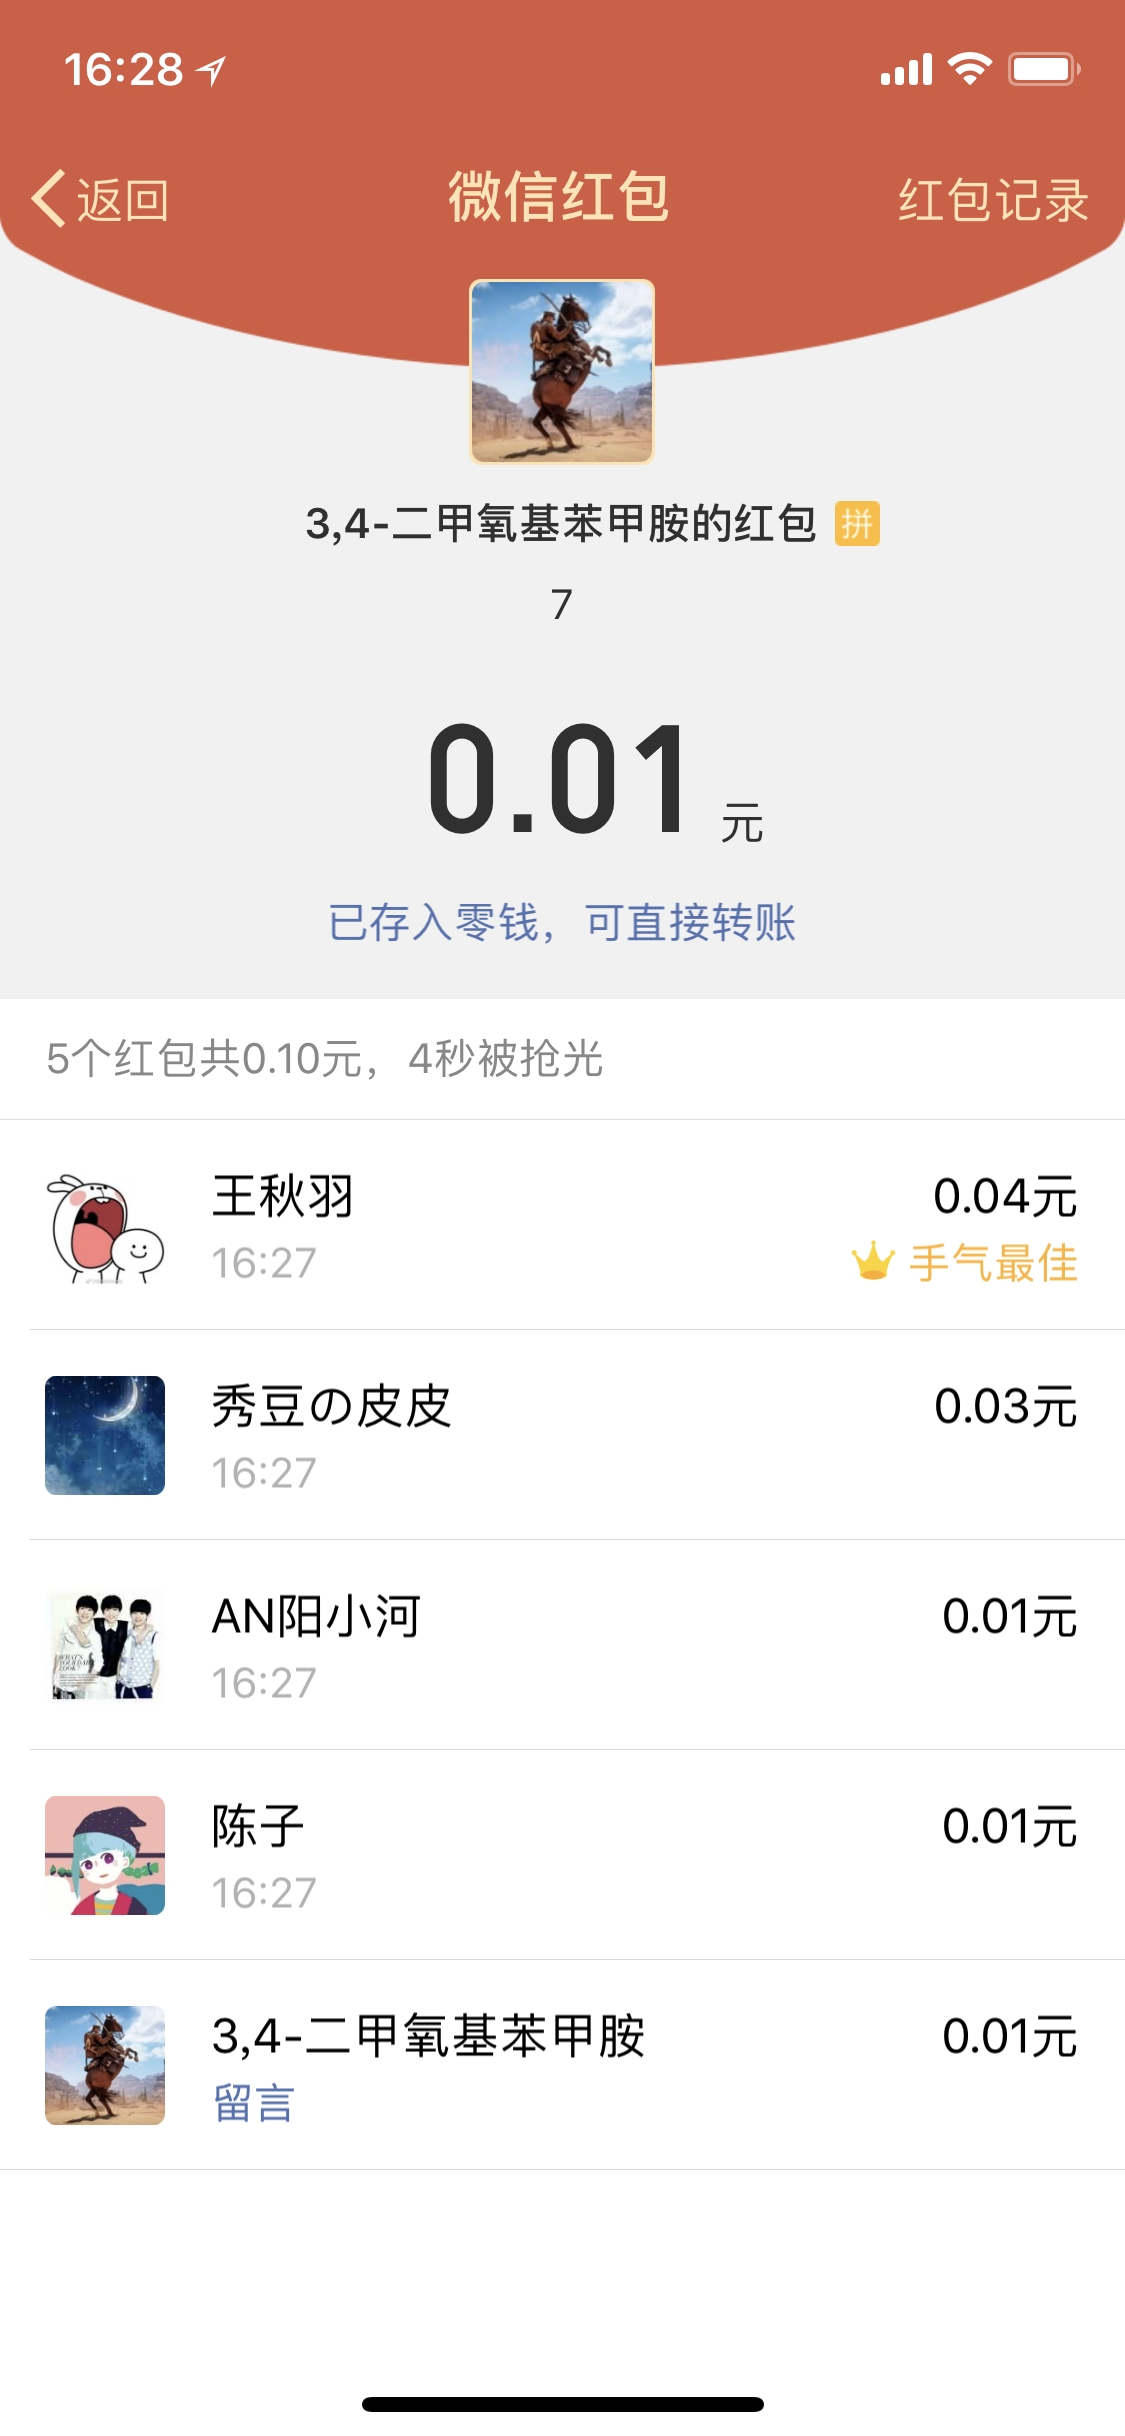 16:28
返回
微信红包
红包记录
3,4-二甲氧基苯甲胺的红包 拼
7
0.01 元
已存入零钱，可直接转账
5个红包共0.10元，4秒被抢光
王秋羽
0.04元
16:27
手气最佳
秀豆の皮皮
0.03元
16:27
AN阳小河
0.01元
16:27
陈子
0.01元
16:27
3,4-二甲氧基苯甲胺
0.01元
留言